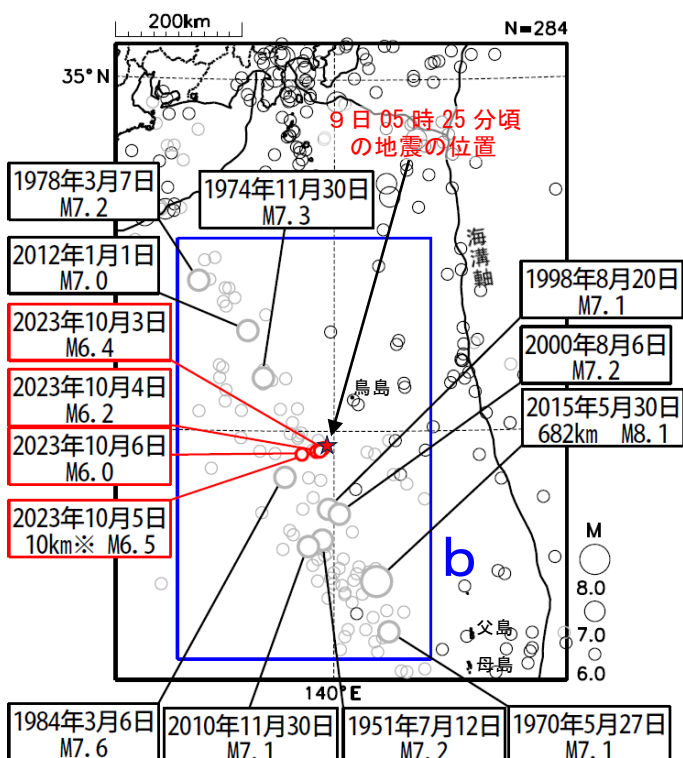 200km
N=284
35°N
9日05時25分頃
の地震の位置
1978年3月7日
M7.2
1974年11月30日
M7.3
海溝軸
2012年1月1日
M7.0
1998年8月20日
M7.1
2023年10月3日
M6.4
2000年8月6日
M7.2
鳥島
2023年10月4日
M6.2
2015年5月30日
682km M8.1
2023年10月6日
M6.0
2023年10月5日
10km※ M6.5
b
M
8.0
7.0
6.0
父島
母島
140°E
1984年3月6日
M7.6
2010年11月30日
M7.1
1951年7月12日
M7.2
1970年5月27日
M7.1